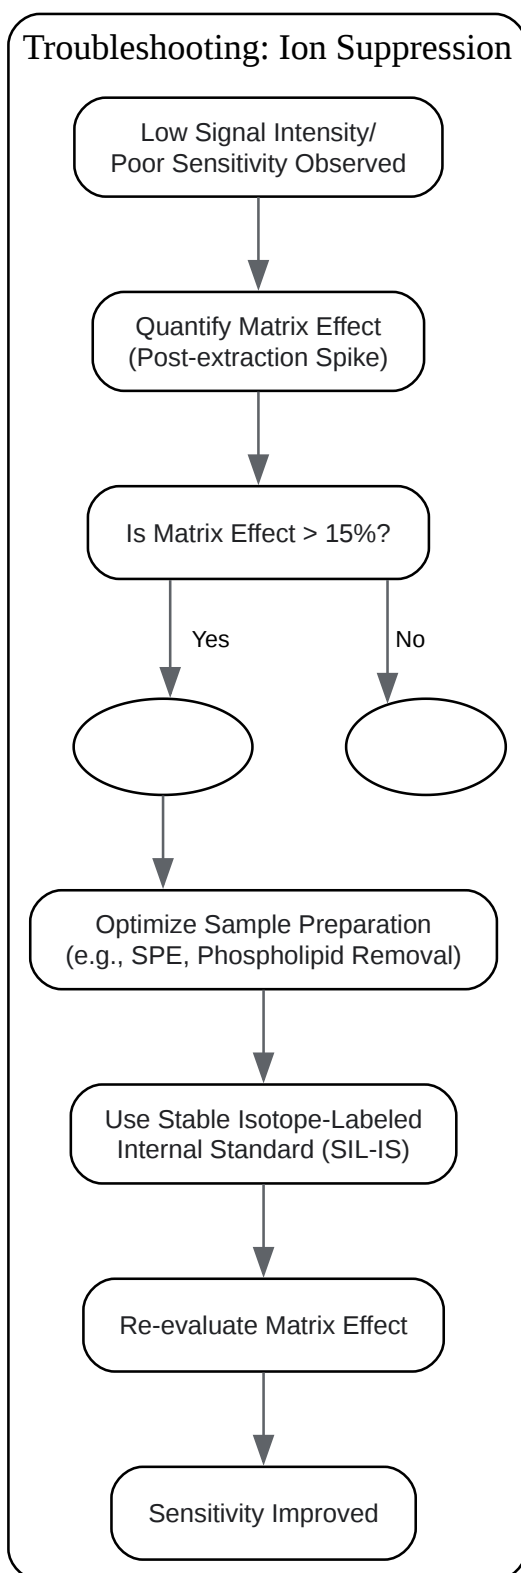 Troubleshooting: Ion Suppression
Low Signal Intensity/
Poor Sensitivity Observed
Quantify Matrix Effect
(Post-extraction Spike)
Is Matrix Effect > 15%?
Yes
No
Optimize Sample Preparation
(e.g., SPE, Phospholipid Removal)
Use Stable Isotope-Labeled
Internal Standard (SIL-IS)
Re-evaluate Matrix Effect
Sensitivity Improved